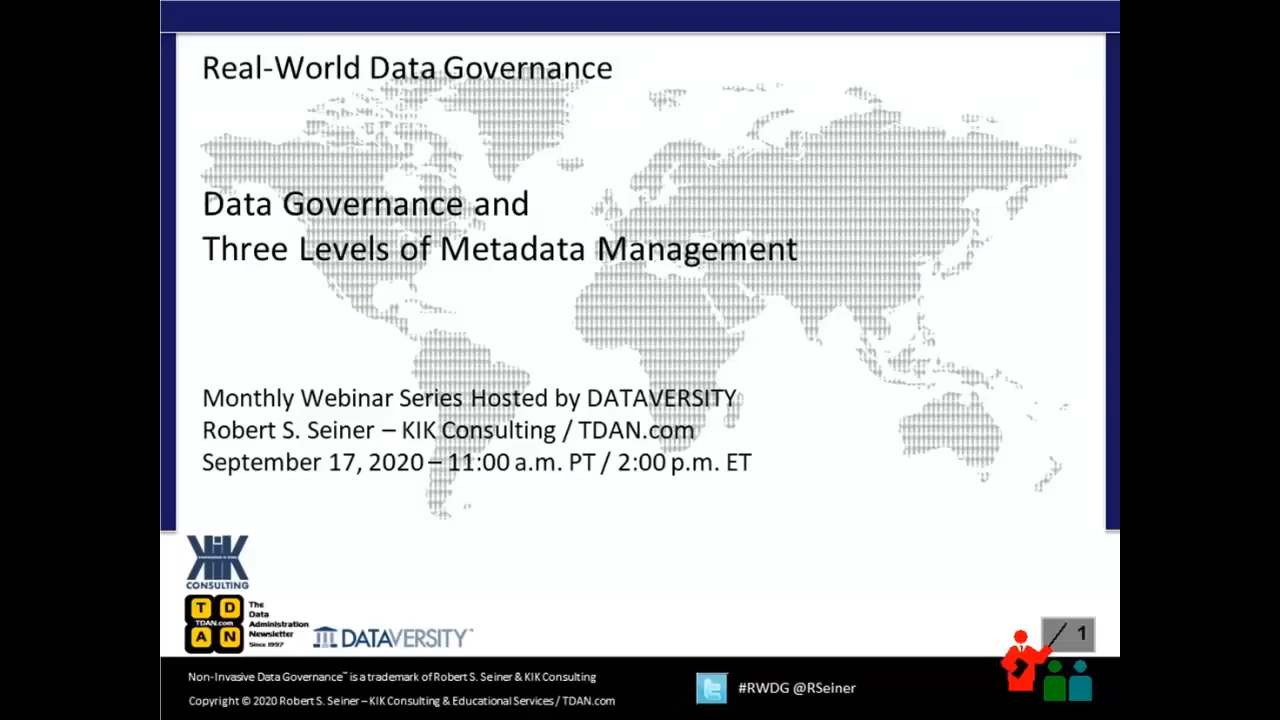 Real-World Data Governance
Data Governance and
Three Levels of Metadata Management
Monthly Webinar Series Hosted by DATAVERSITY
Robert S. Seiner – KIK Consulting / TDAN.com
September 17, 2020 – 11:00 a.m. PT / 2:00 p.m. ET
KIK
CONSULTING
T D
TDAN.com
A N
The
Data
Administration
Newsletter
Since 1997
DATAVERSITY™
1
Non-Invasive Data Governance™ is a trademark of Robert S. Seiner & KIK Consulting
#RWDG @RSeiner
Copyright © 2020 Robert S. Seiner – KIK Consulting & Educational Services / TDAN.com